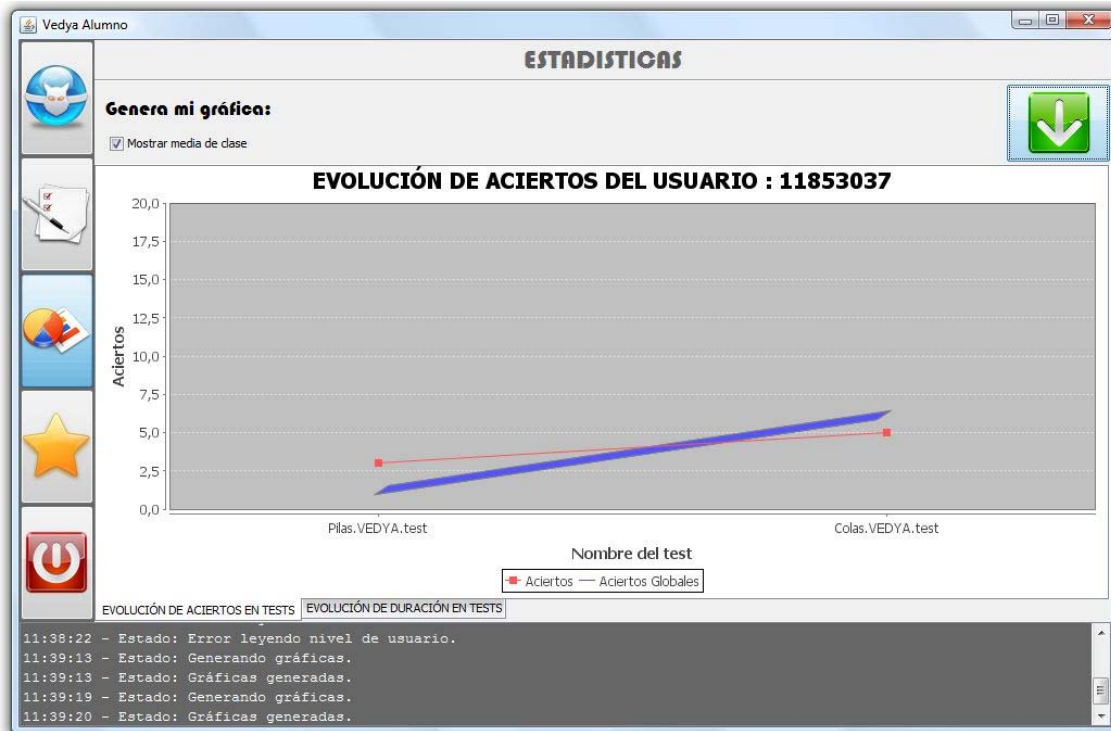 Vedya Alumno
ESTADISTICAS
Genera mi gráfica:
Mostrar media de clase
EVOLUCIÓN DE ACIERTOS DEL USUARIO : 11853037
20,0
17,5
15,0
12,5
10,0
7,5
5,0
2,5
0,0
Aciertos
Pilas.VEDYA.test
Colas.VEDYA.test
Nombre del test
Aciertos
Aciertos Globales
EVOLUCIÓN DE ACIERTOS EN TESTS
EVOLUCIÓN DE DURACIÓN EN TESTS
11:38:22 - Estado: Error leyendo nivel de usuario.
11:39:13 - Estado: Generando gráficas.
11:39:13 - Estado: Gráficas generadas.
11:39:19 - Estado: Generando gráficas.
11:39:20 - Estado: Gráficas generadas.